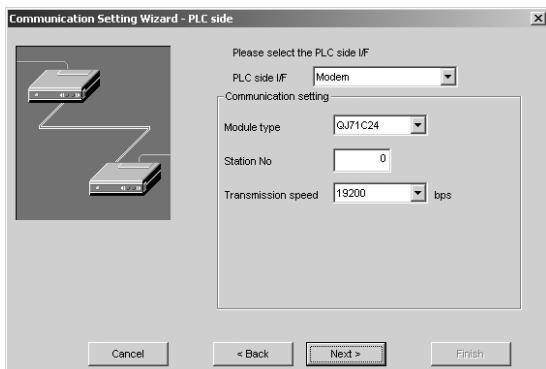 Communication Setting Wizard - PLC side
Please select the PLC side I/F
PLC side I/F Modem
Communication setting
Module type QJ71C24
Station No 0
Transmission speed 19200 bps
Cancel < Back Next > Finish